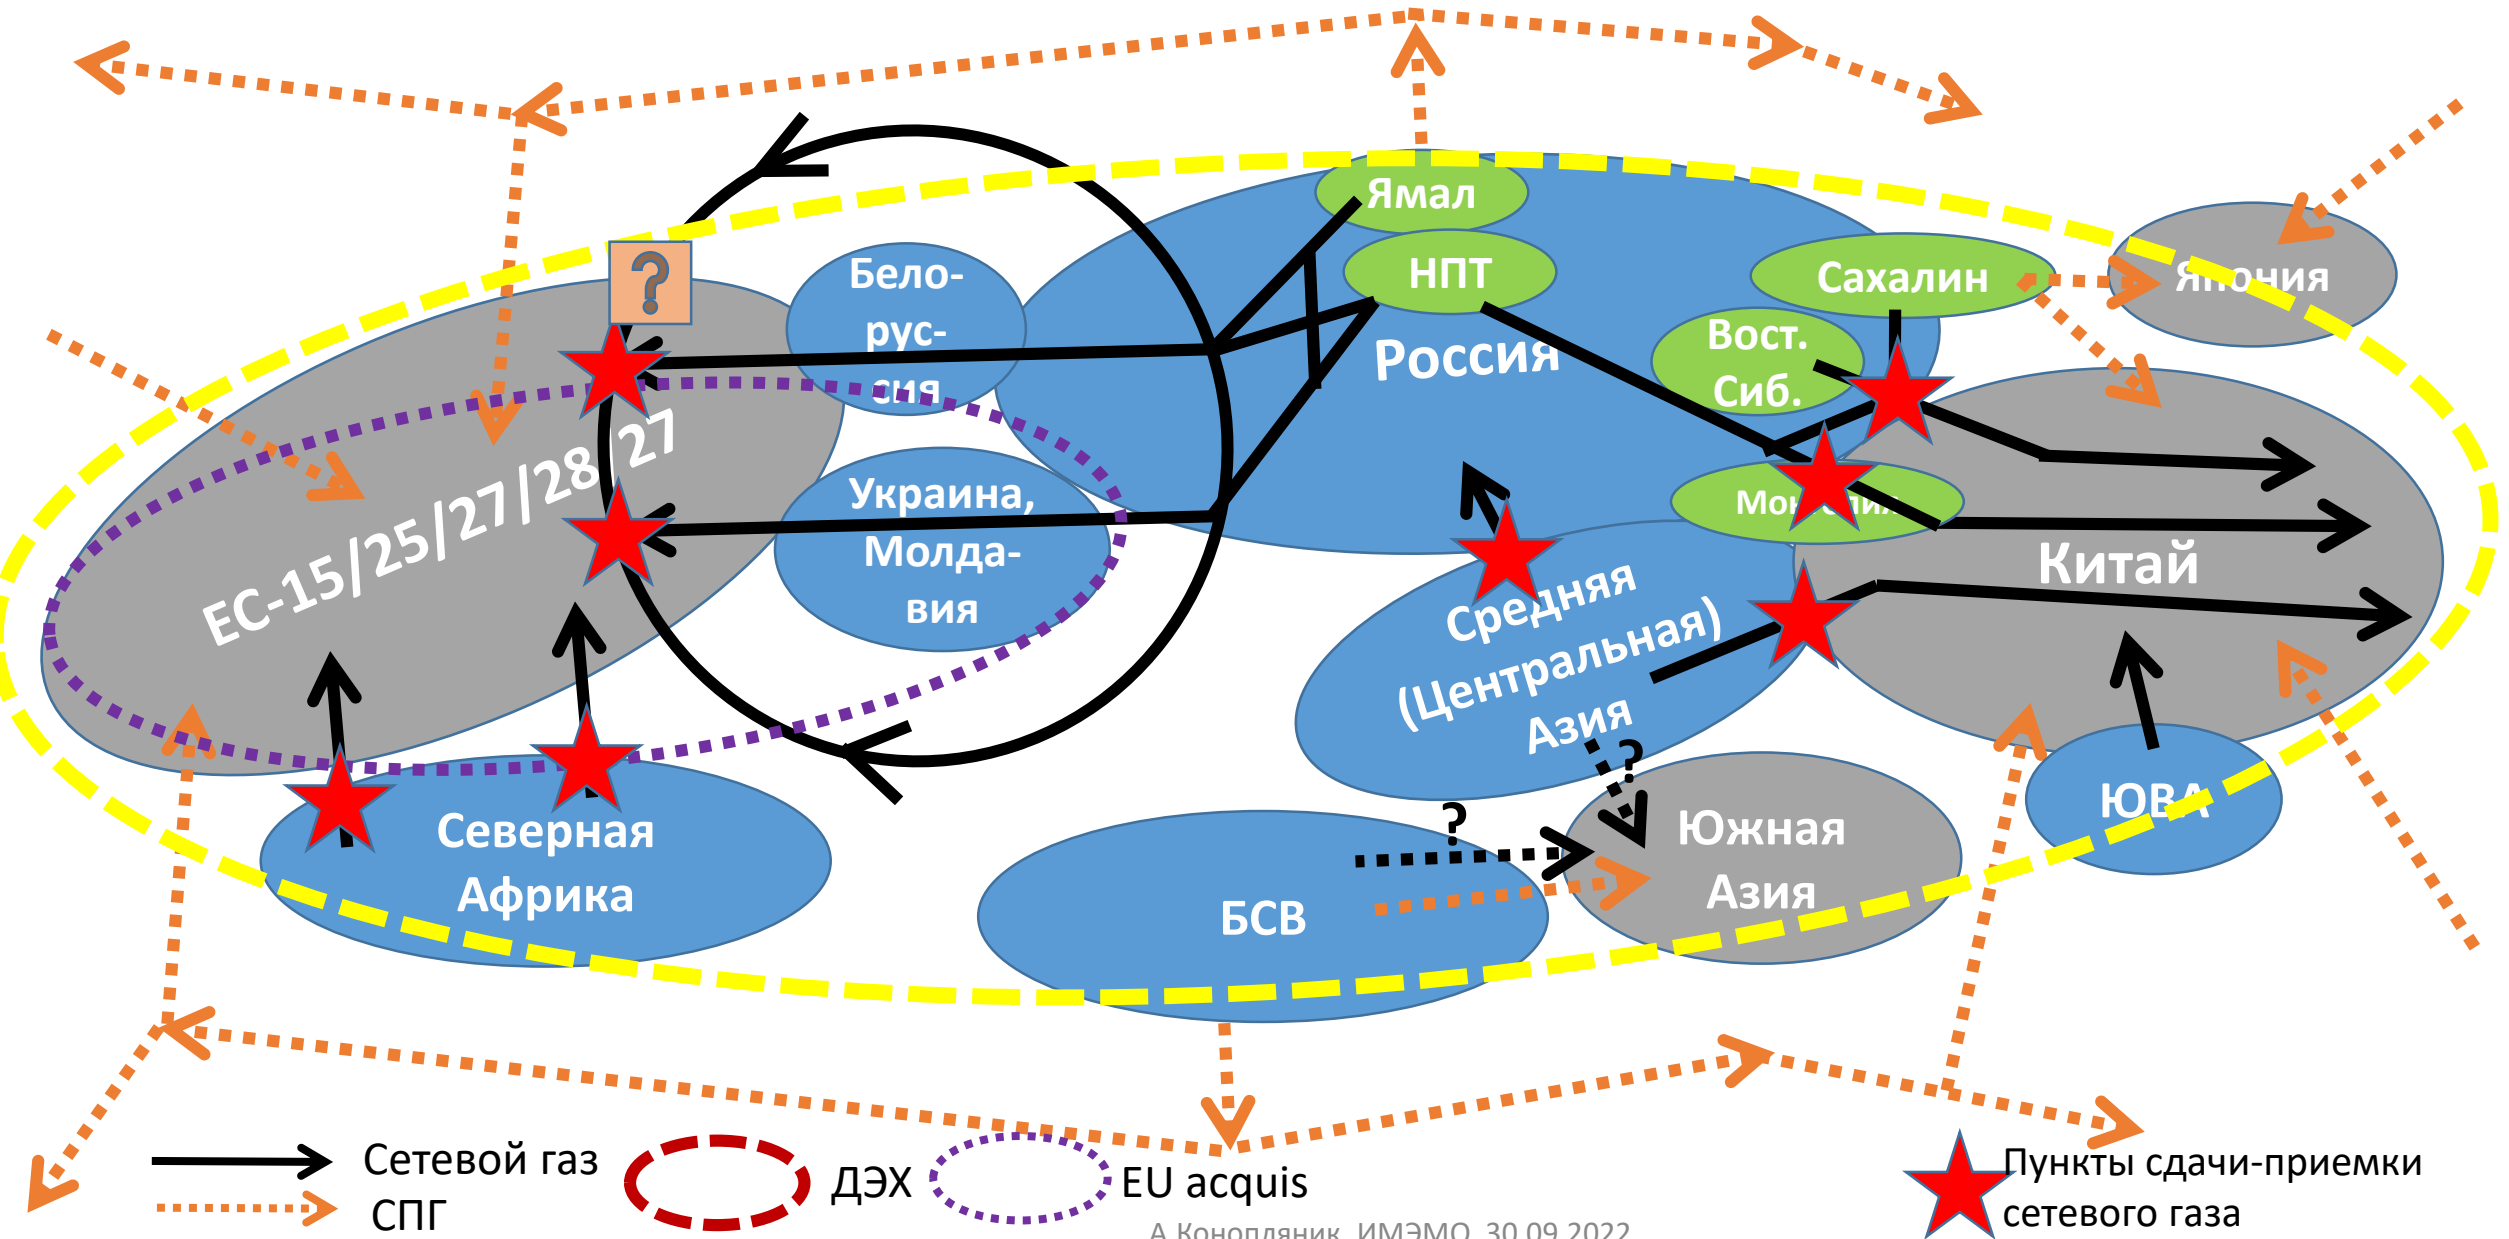 Ямал
НПТ
Сахалин
Япония
Бело-
рус-
сия
Россия
Вост.
Сиб.
ЕС-15/25/27/28/27
Украина,
Молда-
вия
Китай
Средняя
(Центральная)
Азия
?
?
Северная
Африка
БСВ
Южная
Азия
ЮВА
Сетевой газ
СПГ
ДЭХ
EU acquis
Пункты сдачи-приемки
сетевого газа
А.Конопляник, ИМЭМО, 30.09.2022